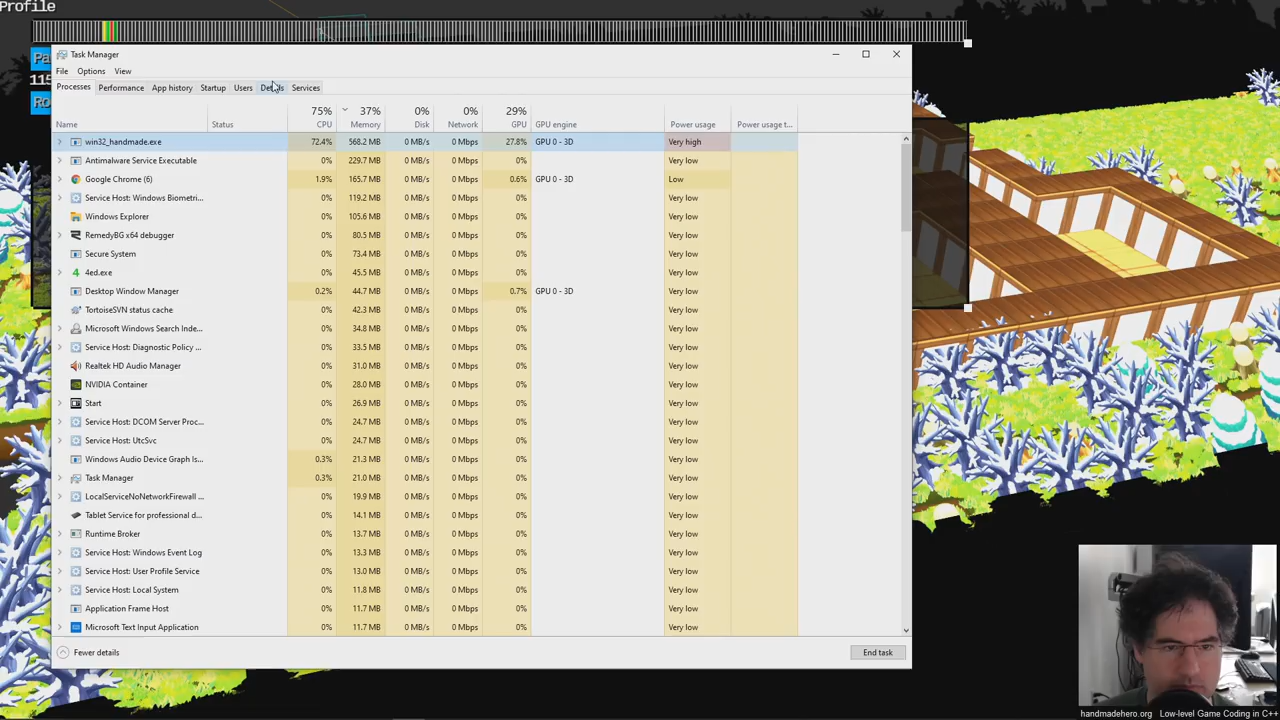 Profile
Pa
115
Ro
Task Manager
File Options View
Processes Performance App history Startup Users Details Services
75% 37% 0% 0% 29%
Name Status CPU Memory Disk Network GPU GPU engine Power usage Power usage t...
win32_handmade.exe 72.4% 568.2 MB 0 MB/s 0 Mbps 27.8% GPU 0 - 3D Very high
Antimalware Service Executable 0% 229.7 MB 0 MB/s 0 Mbps 0% Very low
Google Chrome (6) 1.9% 165.7 MB 0 MB/s 0 Mbps 0.6% GPU 0 - 3D Low
Service Host: Windows Biometri... 0% 119.2 MB 0 MB/s 0 Mbps 0% Very low
Windows Explorer 0% 105.6 MB 0 MB/s 0 Mbps 0% Very low
RemedyBG x64 debugger 0% 80.5 MB 0 MB/s 0 Mbps 0% Very low
Secure System 0% 73.4 MB 0 MB/s 0 Mbps 0% Very low
4ed.exe 0% 45.5 MB 0 MB/s 0 Mbps 0% Very low
Desktop Window Manager 0.2% 44.7 MB 0 MB/s 0 Mbps 0.7% GPU 0 - 3D Very low
TortoiseSVN status cache 0% 42.3 MB 0 MB/s 0 Mbps 0% Very low
Microsoft Windows Search Inde... 0% 34.8 MB 0 MB/s 0 Mbps 0% Very low
Service Host: Diagnostic Policy ... 0% 33.5 MB 0 MB/s 0 Mbps 0% Very low
Realtek HD Audio Manager 0% 31.0 MB 0 MB/s 0 Mbps 0% Very low
NVIDIA Container 0% 28.0 MB 0 MB/s 0 Mbps 0% Very low
Start 0% 26.9 MB 0 MB/s 0 Mbps 0% Very low
Service Host: DCOM Server Proc... 0% 24.7 MB 0 MB/s 0 Mbps 0% Very low
Service Host: UtcSvc 0% 24.7 MB 0 MB/s 0 Mbps 0% Very low
Windows Audio Device Graph Is... 0.3% 21.3 MB 0 MB/s 0 Mbps 0% Very low
Task Manager 0.3% 21.0 MB 0 MB/s 0 Mbps 0% Very low
LocalServiceNoNetworkFirewall ... 0% 19.9 MB 0 MB/s 0 Mbps 0% Very low
Tablet Service for professional d... 0% 14.1 MB 0 MB/s 0 Mbps 0% Very low
Runtime Broker 0% 13.7 MB 0 MB/s 0 Mbps 0% Very low
Service Host: Windows Event Log 0% 13.3 MB 0 MB/s 0 Mbps 0% Very low
Service Host: User Profile Service 0% 13.0 MB 0 MB/s 0 Mbps 0% Very low
Service Host: Local System 0% 11.8 MB 0 MB/s 0 Mbps 0% Very low
Application Frame Host 0% 11.7 MB 0 MB/s 0 Mbps 0% Very low
Microsoft Text Input Application 0% 11.7 MB 0 MB/s 0 Mbps 0% Very low
Fewer details End task
handmadehero.org Low-level Game Coding in C++